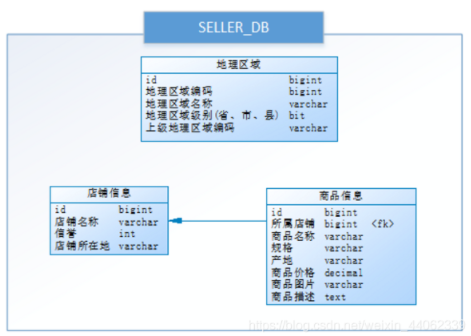 SELLER_DB
地理区域
id bigint
地理区域编码 bigint
地理区域名称 varchar
地理区域级别(省、市、县) bit
上级地理区域编码 varchar
店铺信息
id bigint
店铺名称 varchar
信誉 int
店铺所在地 varchar
商品信息
id bigint
所属店铺 bigint <fk>
商品名称 varchar
规格 varchar
产地 varchar
商品价格 decimal
商品图片 varchar
商品描述 text
https://blog.csdn.net/weixin_44062339